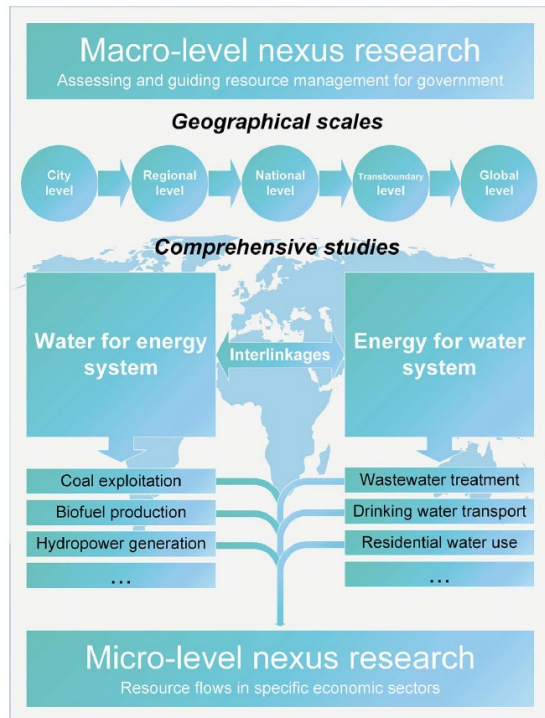 Macro-level nexus research
Assessing and guiding resource management for government
Geographical scales
City
level
Regional
level
National
level
Transboundary
level
Global
level
Comprehensive studies
Water for energy
system
Interlinkages
Energy for water
system
Coal exploitation
Biofuel production
Hydropower generation
...
Wastewater treatment
Drinking water transport
Residential water use
...
Micro-level nexus research
Resource flows in specific economic sectors